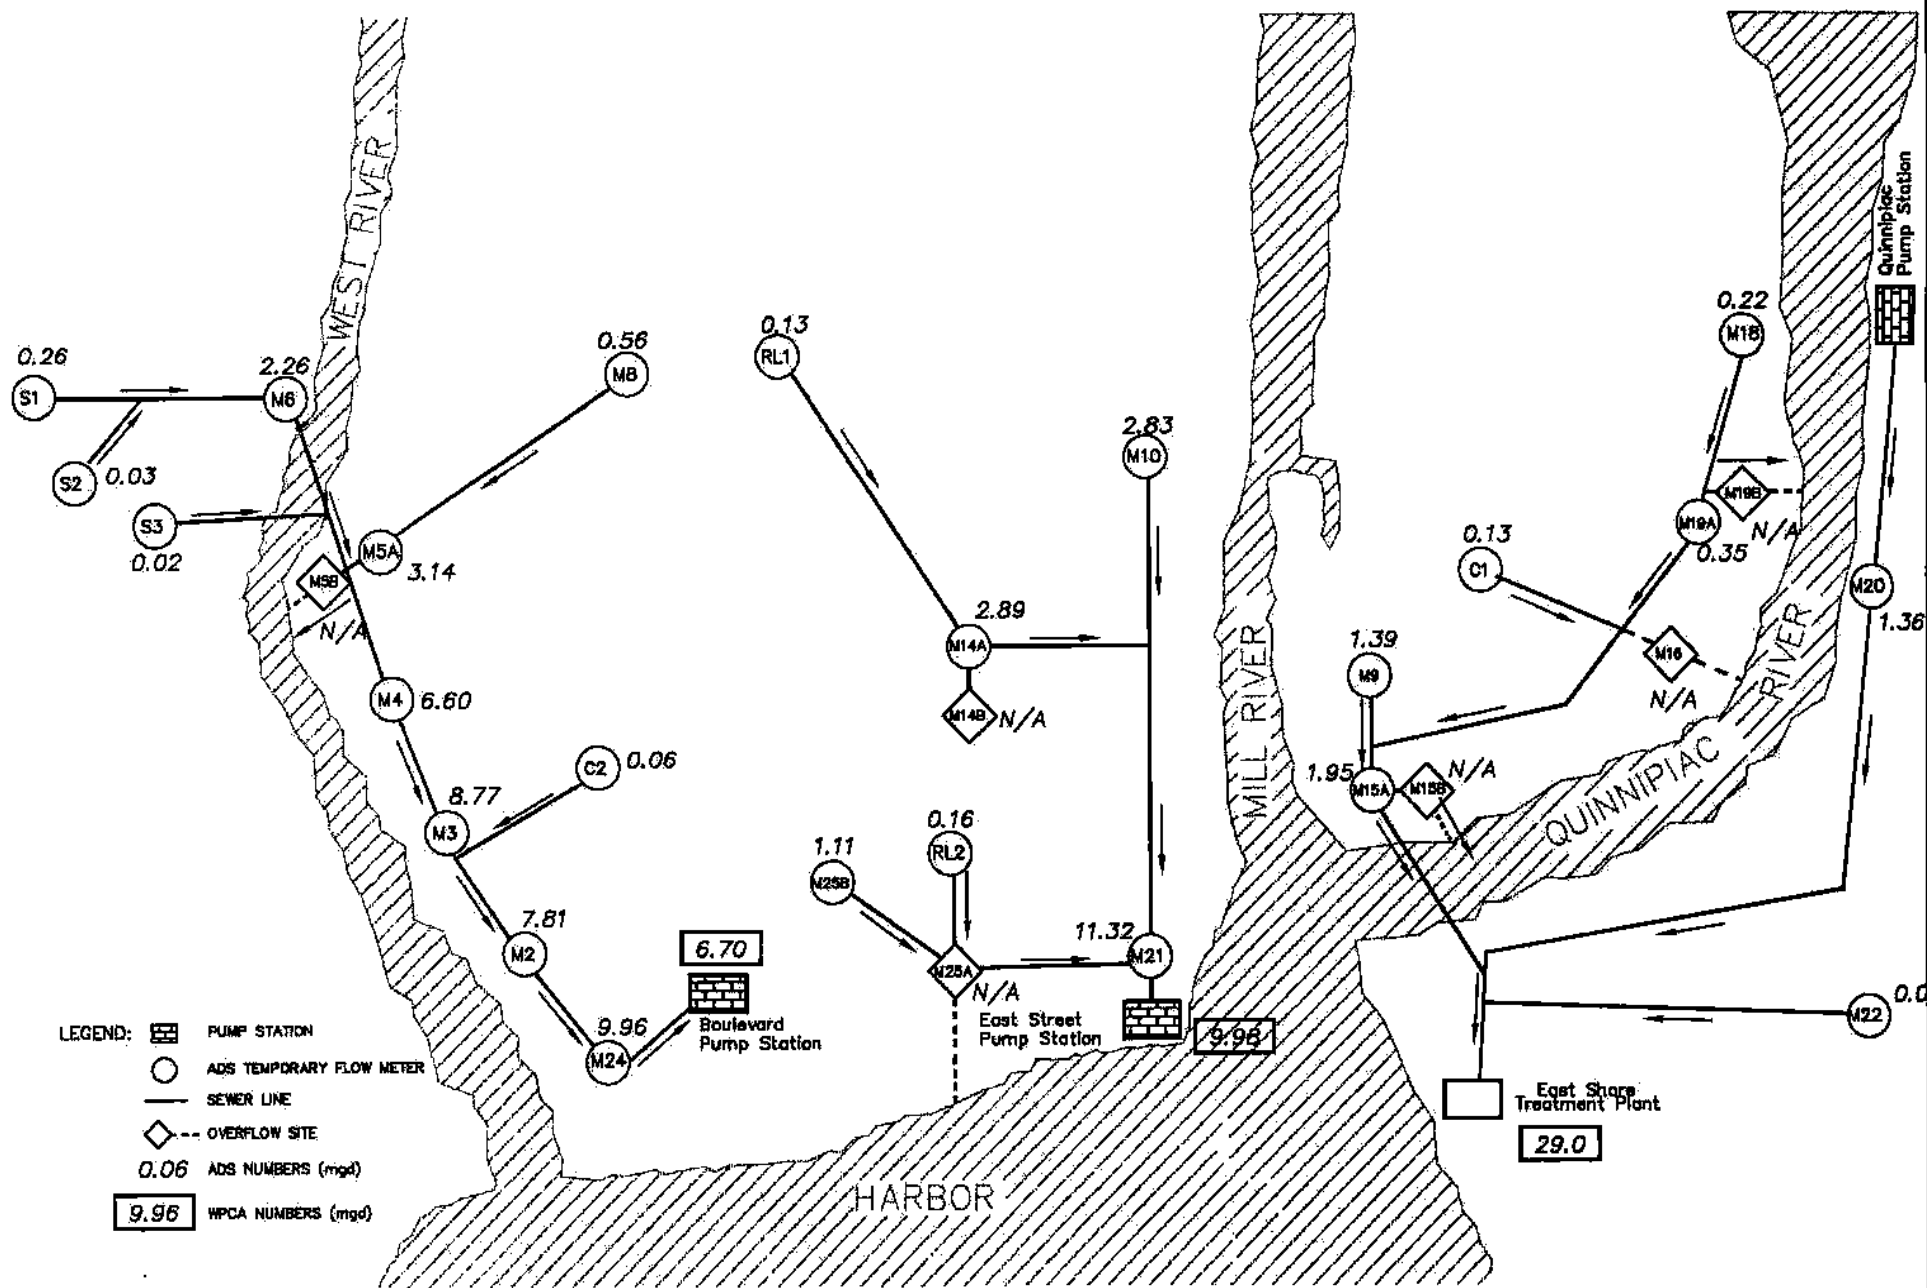 WEST RIVER
Quinnipiac
Pump Station
0.22
M18
0.26
S1
2.26
M6
0.56
M8
0.13
RL1
2.83
M10
S2
0.03
S3
0.02
M5A
3.14
M5B
N/A
M19B
N/A
M19A
0.35
0.13
C1
M20
1.36
2.89
M14A
M14B
N/A
M16
N/A
1.39
M9
MILL RIVER
QUINNIPIAC
RIVER
M4
6.60
C2
0.06
8.77
M3
1.95
M15A
M15B
N/A
1.11
M25B
0.16
RL2
7.81
M2
6.70
Boulevard
Pump Station
M25A
N/A
11.32
M21
East Street
Pump Station
9.98
9.96
M24
M22
East Shore
Treatment Plant
29.0
HARBOR
LEGEND:
PUMP STATION
ADS TEMPORARY FLOW METER
SEWER LINE
OVERFLOW SITE
0.06 ADS NUMBERS (mgd)
9.96 WPCA NUMBERS (mgd)